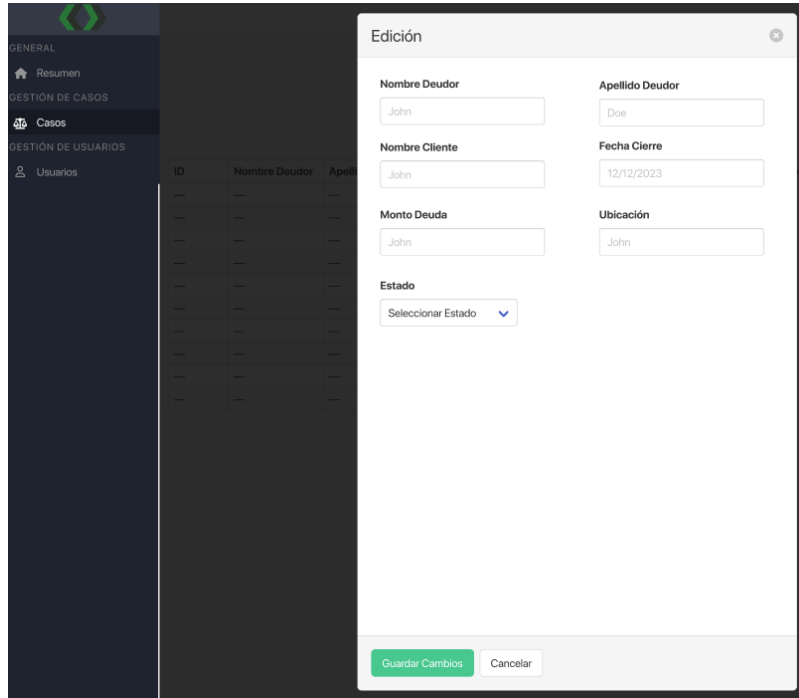 GENERAL
Resumen
GESTIÓN DE CASOS
Casos
GESTIÓN DE USUARIOS
Usuarios
ID Nombre Deudor Apelli
— — —
— — —
— — —
— — —
— — —
— — —
— — —
— — —
— — —
— — —
Edición
Nombre Deudor Apellido Deudor
John Doe
Nombre Cliente Fecha Cierre
John 12/12/2023
Monto Deuda Ubicación
John John
Estado
Seleccionar Estado
Guardar Cambios Cancelar